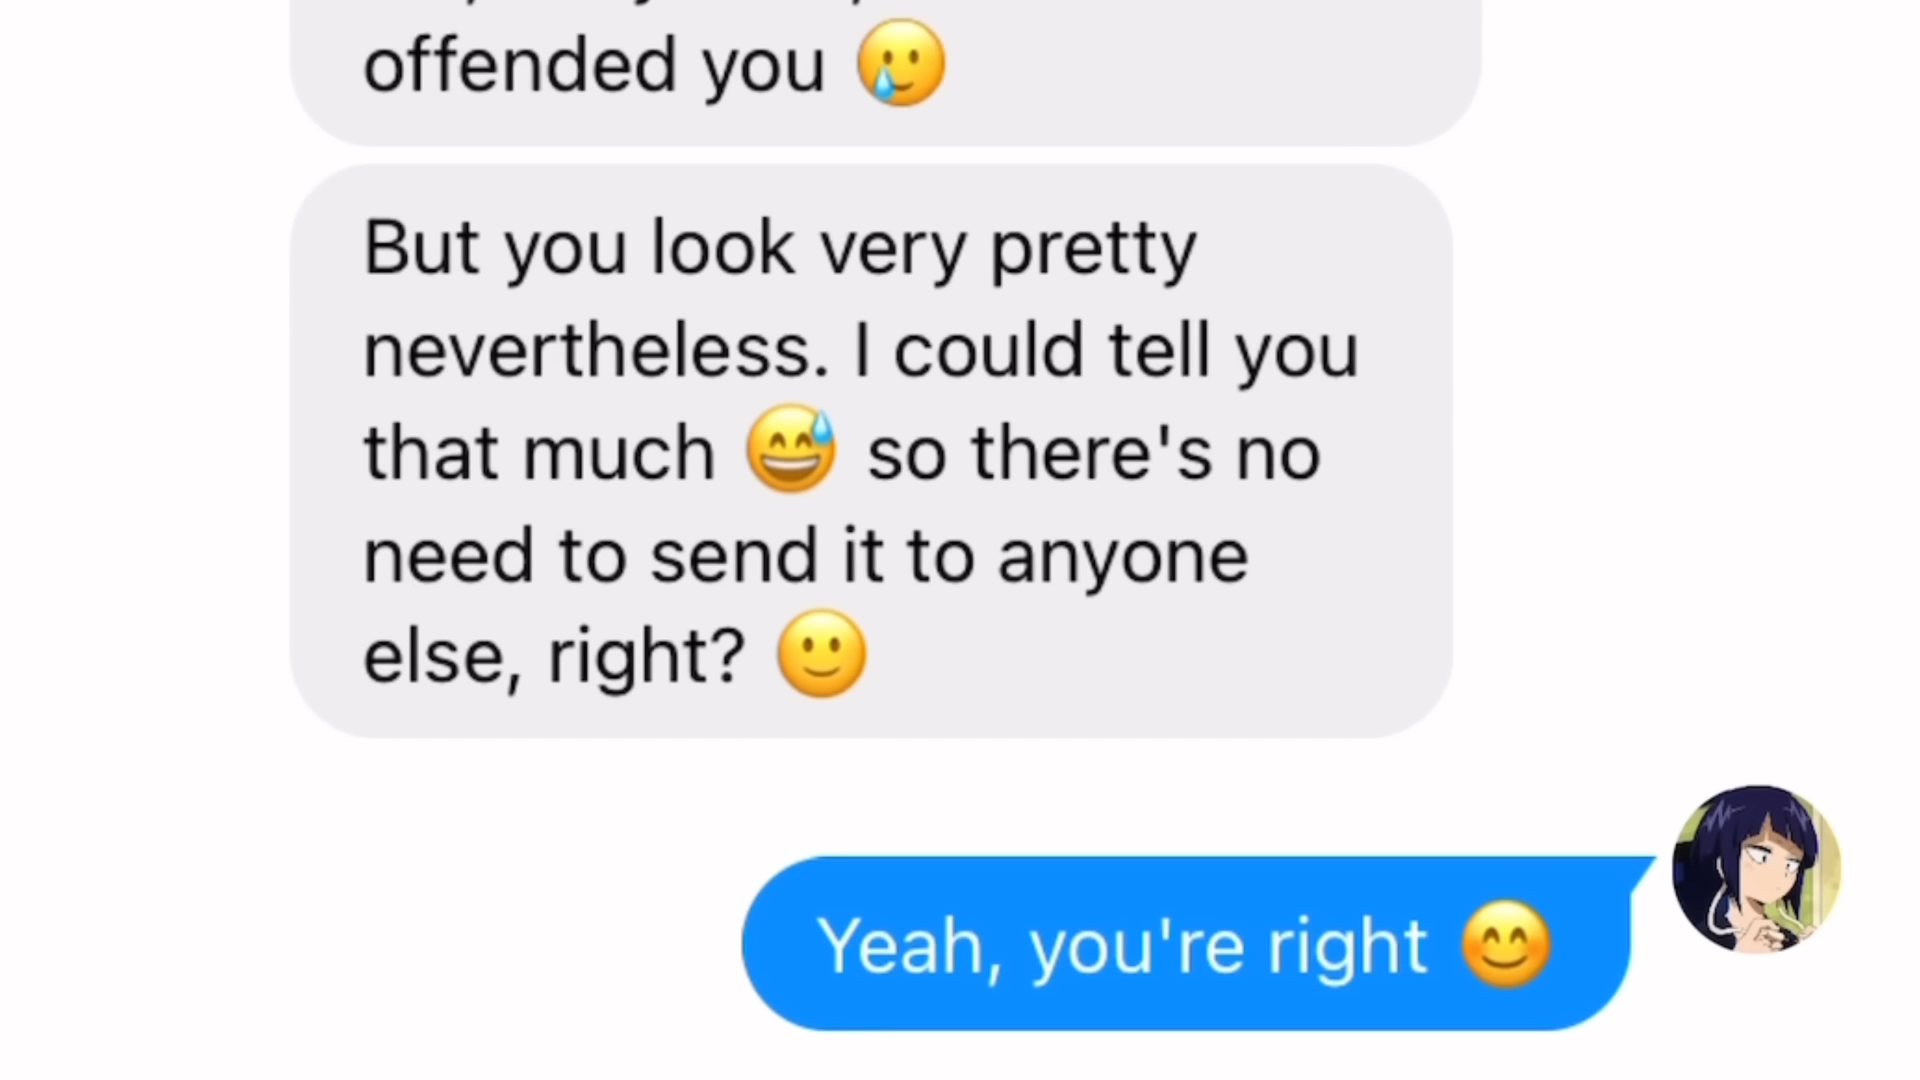 offended you 🥲
But you look very pretty
nevertheless. I could tell you
that much 😅 so there's no
need to send it to anyone
else, right? 🙂
Yeah, you're right 😊